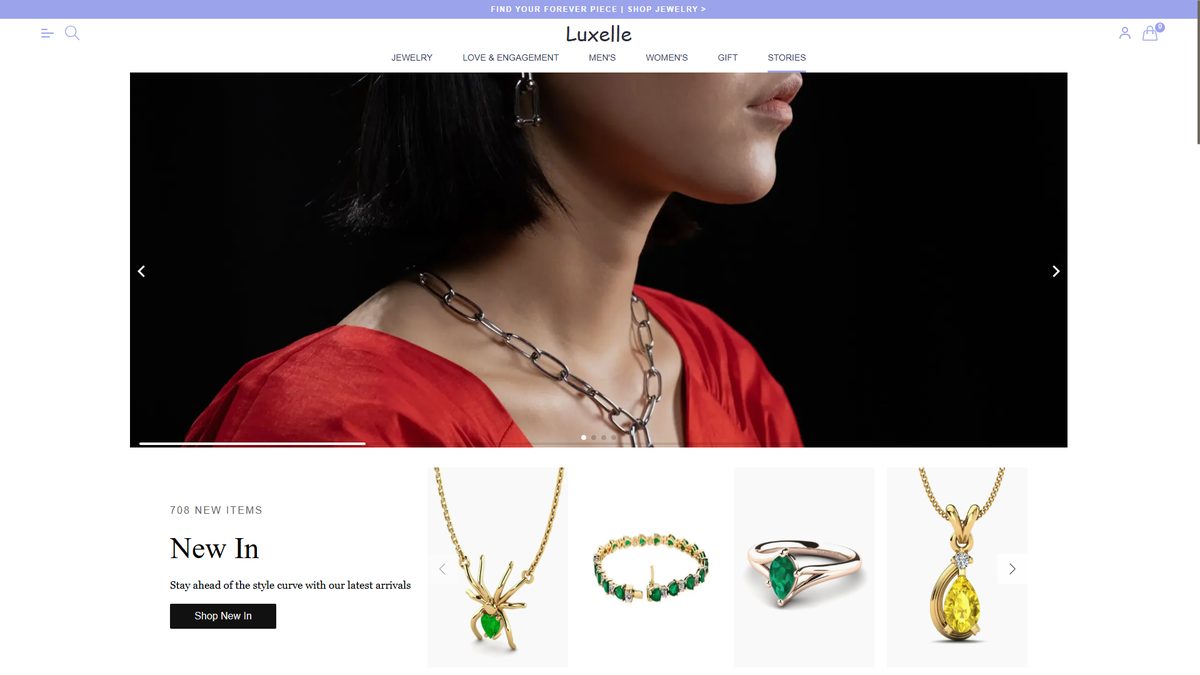 FIND YOUR FOREVER PIECE | SHOP JEWELRY >
Luxelle
0
JEWELRY LOVE & ENGAGEMENT MEN'S WOMEN'S GIFT STORIES
708 NEW ITEMS
New In
Stay ahead of the style curve with our latest arrivals
Shop New In